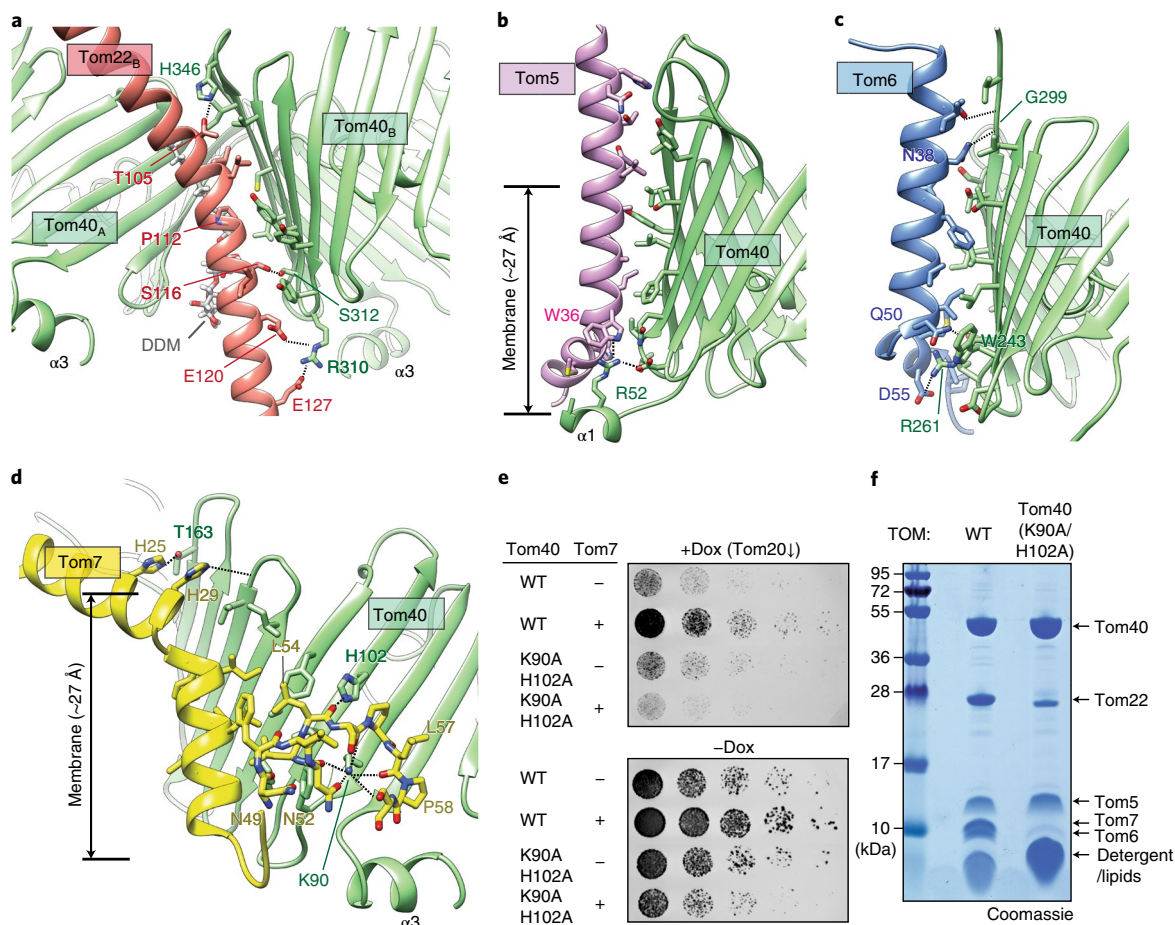 a
Tom22B
H346
Tom40B
T105
Tom40A
P112
S116
S312
DDM
α3
E120
R310
α3
E127
b
Tom5
Membrane (~27 Å)
Tom40
W36
R52
α1
c
Tom6
G299
N38
Tom40
Q50
W243
D55
R261
d
T163
H25
Tom7
H29
Tom40
Membrane (~27 Å)
L54
H102
L57
P58
N49
N52
K90
α3
e
Tom40 Tom7 +Dox (Tom20↓)
WT –
WT +
K90A –
H102A
K90A +
H102A
–Dox
WT –
WT +
K90A –
H102A
K90A +
H102A
f
Tom40
(K90A/
TOM: WT H102A)
95
72
55
Tom40
36
28
Tom22
17
Tom5
Tom7
10
Tom6
(kDa)
Detergent
/lipids
Coomassie